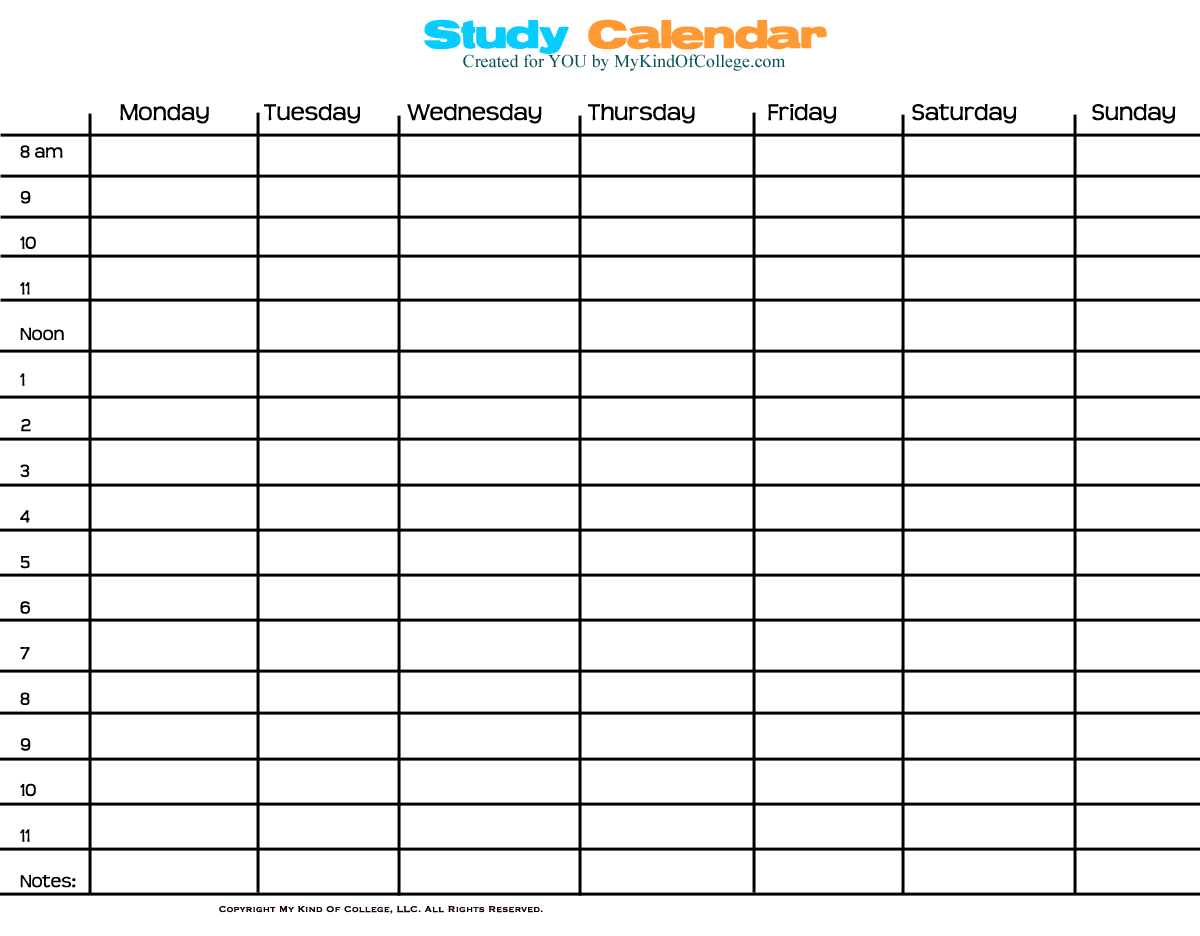 Study Calendar
Created for YOU by MyKindOfCollege.com
Monday Tuesday Wednesday Thursday Friday Saturday Sunday
8 am
9
10
11
Noon
1
2
3
4
5
6
7
8
9
10
11
Notes:
Copyright My Kind Of College, LLC. All Rights Reserved.